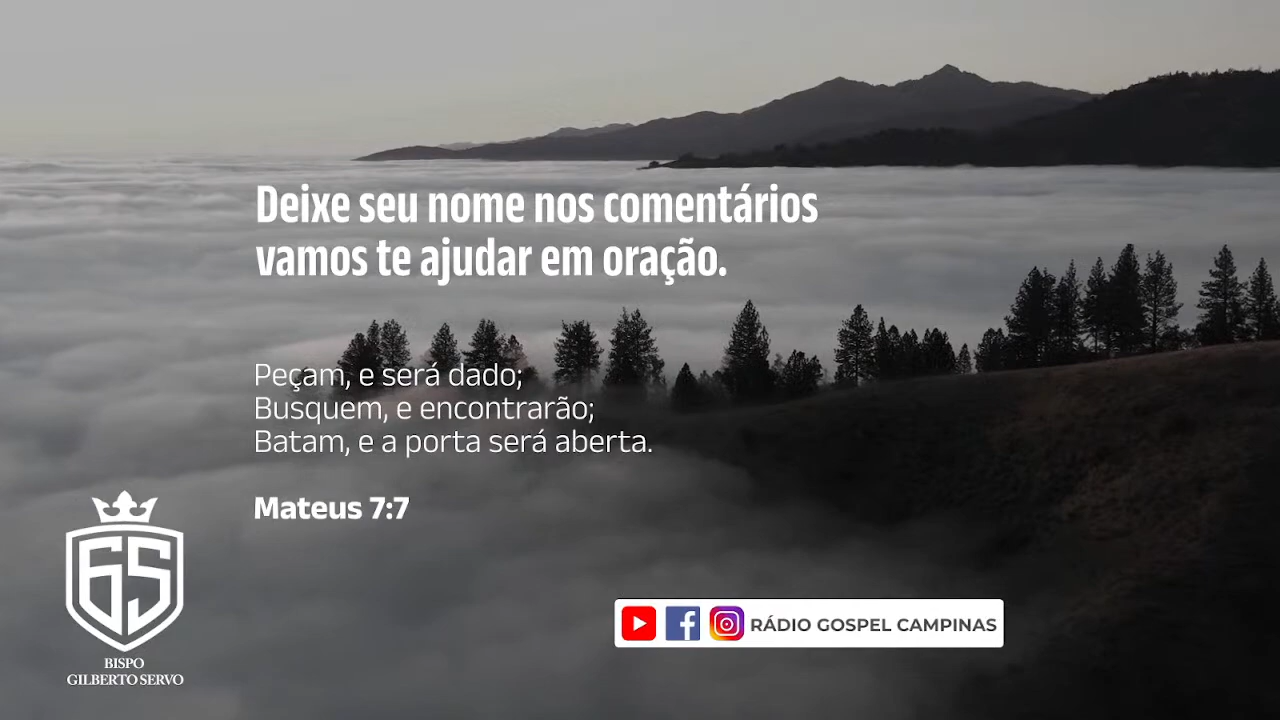 Deixe seu nome nos comentários
vamos te ajudar em oração.
Peçam, e será dado;
Busquem, e encontrarão;
Batam, e a porta será aberta.
Mateus 7:7
GS
BISPO
GILBERTO SERVO
RÁDIO GOSPEL CAMPINAS